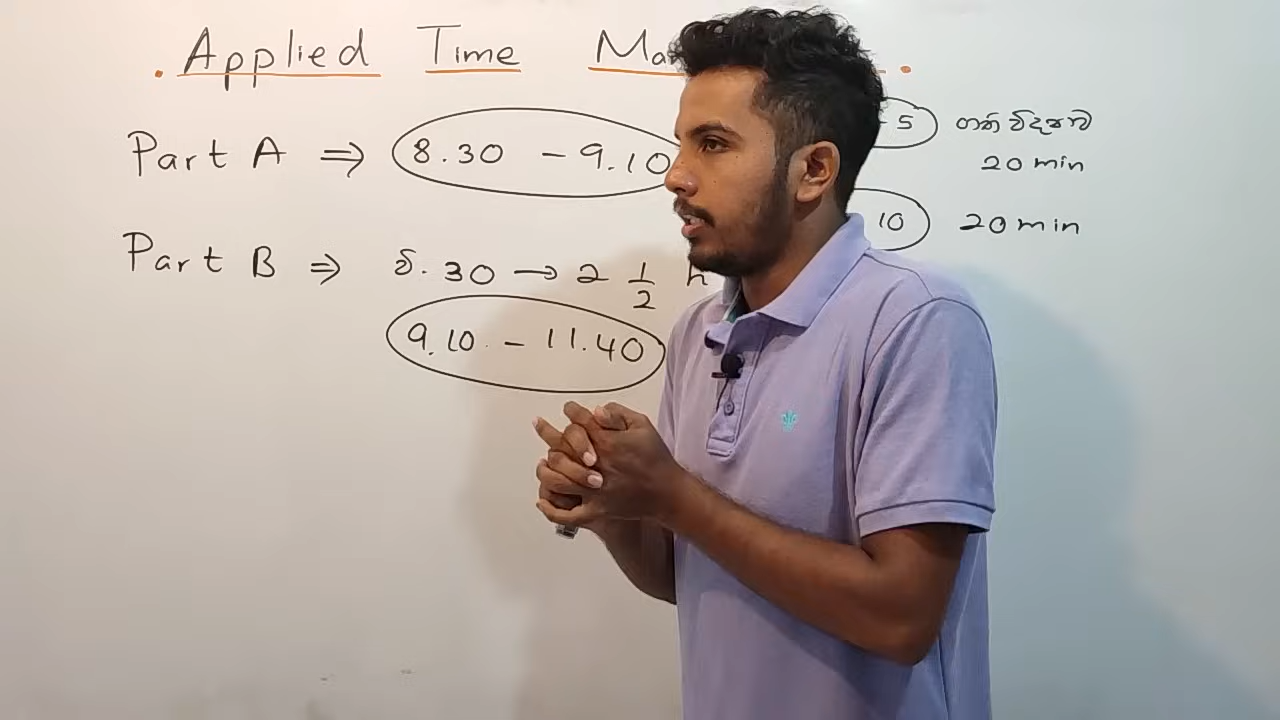 . Applied Time Ma .
Part A ⇒ 8.30 – 9.10
5 ගති විද්‍යාව
20 min
10 20 min
Part B ⇒ පැ. 30 → 2 1/2 h
9.10 – 11.40